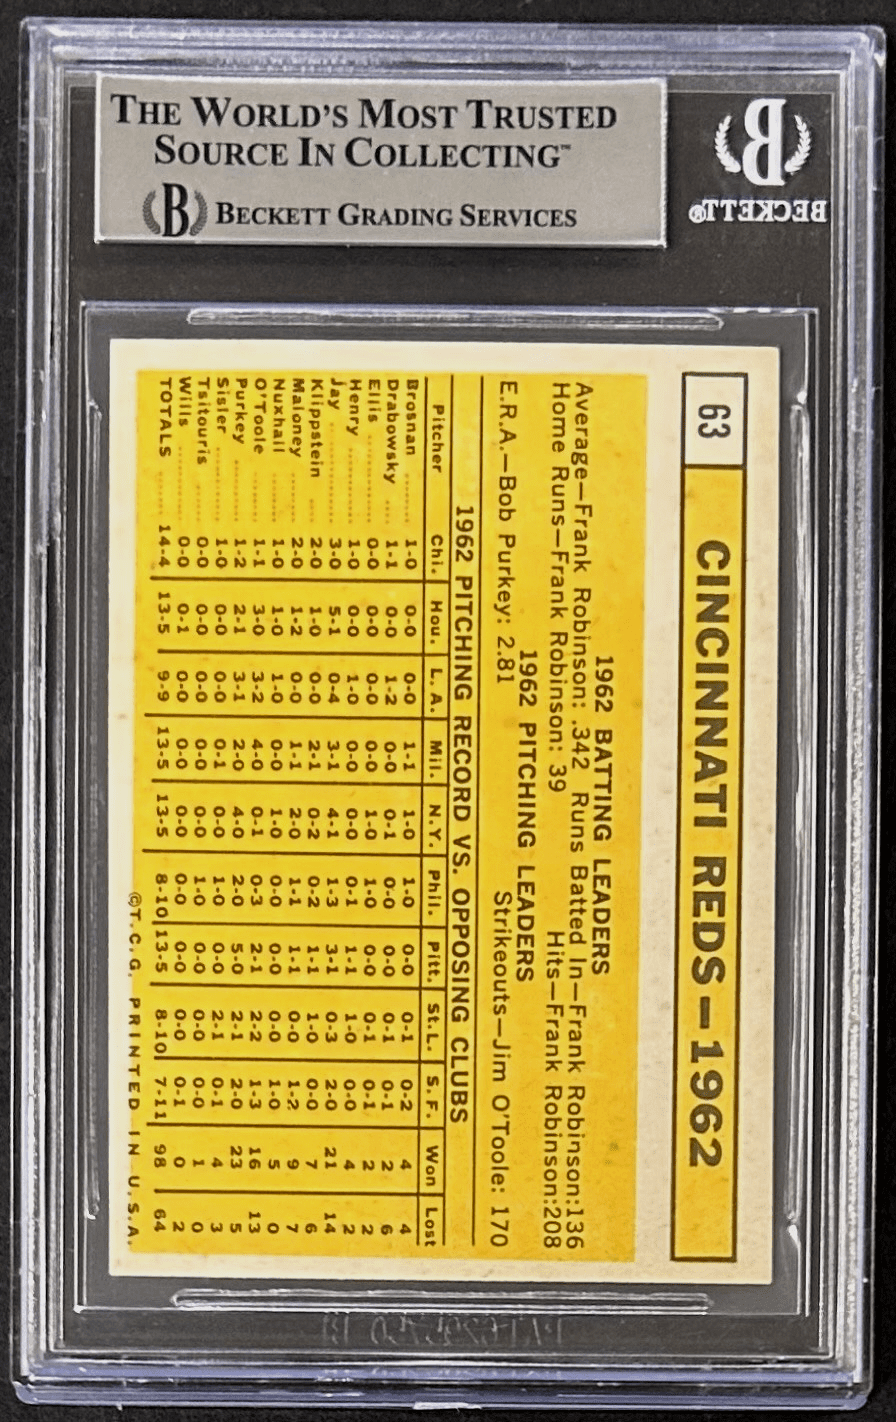 THE WORLD'S MOST TRUSTED
SOURCE IN COLLECTING™
B BECKETT GRADING SERVICES
B
BECKETT®
63 CINCINNATI REDS—1962
1962 BATTING LEADERS
Average—Frank Robinson: .342 Runs Batted In—Frank Robinson:136
Home Runs—Frank Robinson: 39 Hits—Frank Robinson:208
1962 PITCHING LEADERS
E.R.A.—Bob Purkey: 2.81 Strikeouts—Jim O'Toole: 170
1962 PITCHING RECORD VS. OPPOSING CLUBS
Pitcher Chi. Hou. L. A. Mil. N.Y. Phil. Pitt. St.L. S. F. Won Lost
Brosnan ........ 1-0 0-0 0-0 1-1 1-0 1-0 0-0 0-1 0-2 4 4
Drabowsky .... 1-1 0-0 1-2 0-0 0-1 0-0 0-0 0-1 0-1 2 6
Ellis ............ 0-0 0-0 0-0 0-0 1-0 1-0 0-0 0-1 0-1 2 2
Henry .......... 1-0 0-0 1-0 0-0 0-0 0-1 1-1 1-0 0-0 4 2
Jay .............. 3-0 5-1 0-4 3-1 4-1 1-3 3-1 0-3 2-0 21 14
Klippstein .... 2-0 1-0 0-0 2-1 0-2 0-2 1-1 1-0 0-0 7 6
Maloney ........ 2-0 1-2 0-0 1-1 2-0 1-1 1-1 0-0 1-2 9 7
Nuxhall ........ 1-0 1-0 1-0 0-0 1-0 0-0 0-0 0-0 1-0 5 0
O'Toole ........ 1-1 3-0 3-2 4-0 0-1 0-3 2-1 2-2 1-3 16 13
Purkey .......... 1-2 2-1 3-1 2-0 4-0 2-0 5-0 2-1 2-0 23 5
Sisler .......... 1-0 0-0 0-0 0-1 0-0 1-0 0-0 2-1 0-1 4 3
Tsitouris ...... 0-0 0-0 0-0 0-0 0-0 1-0 0-0 0-0 0-0 1 0
Wills ............ 0-0 0-1 0-0 0-0 0-0 0-0 0-0 0-0 0-1 0 2
TOTALS ........ 14-4 13-5 9-9 13-5 13-5 8-10 13-5 8-10 7-11 98 64
©T.C.G. PRINTED IN U.S.A.